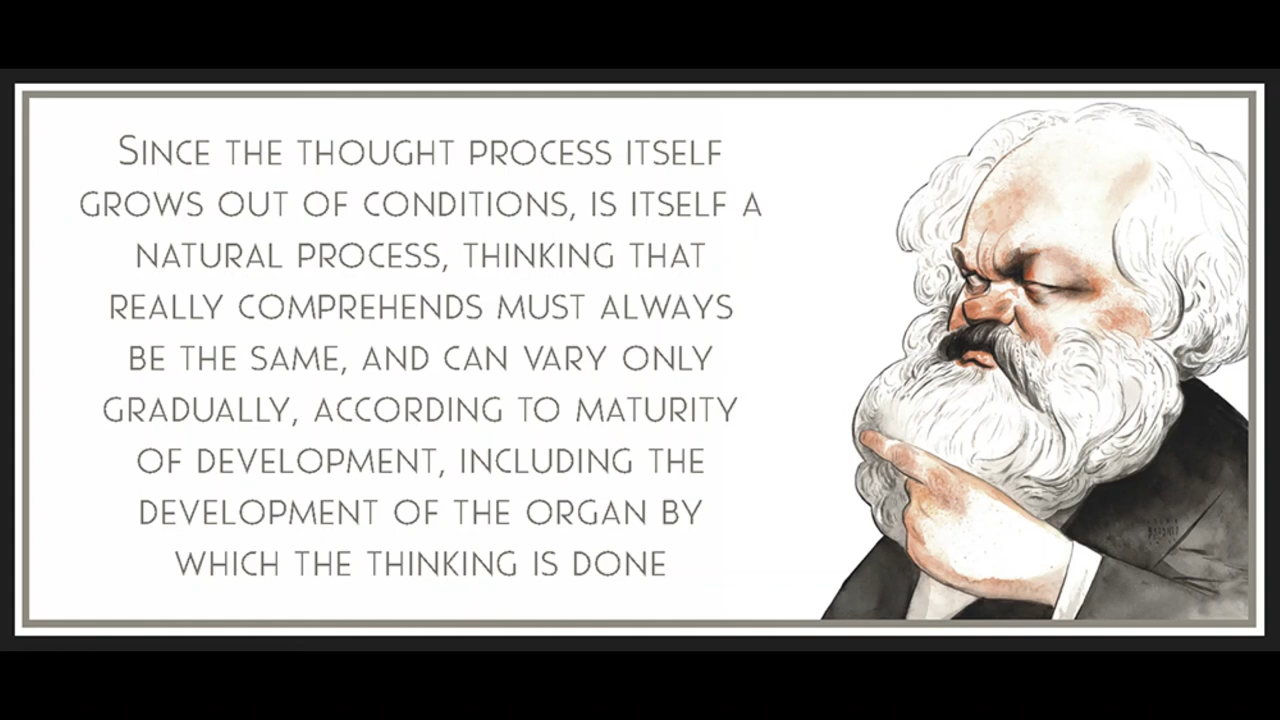 Since the thought process itself
grows out of conditions, is itself a
natural process, thinking that
really comprehends must always
be the same, and can vary only
gradually, according to maturity
of development, including the
development of the organ by
which the thinking is done